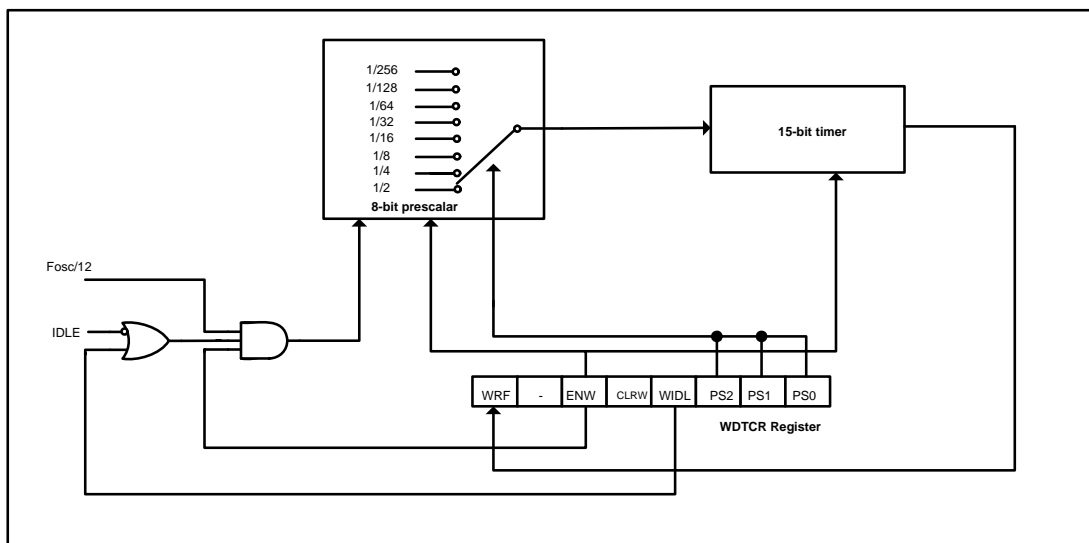 1/256
1/128
1/64
1/32
1/16
1/8
1/4
1/2
8-bit prescalar
15-bit timer
Fosc/12
IDLE
WRF - ENW CLRW WIDL PS2 PS1 PS0
WDTCR Register